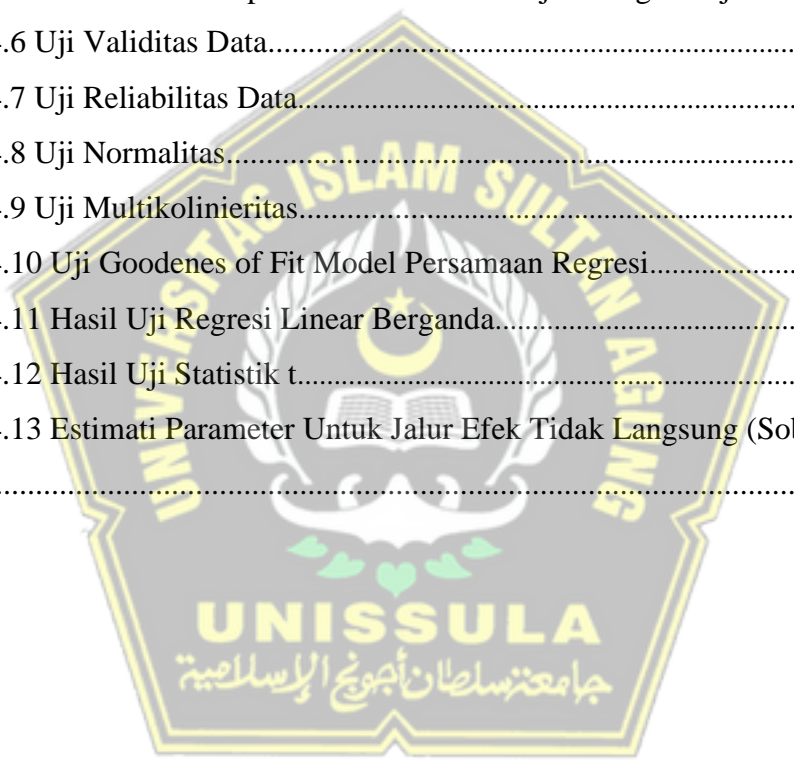 .6 Uji Validitas Data
.7 Uji Reliabilitas Data
.8 Uji Normalitas
.9 Uji Multikolinieritas
.10 Uji Goodenes of Fit Model Persamaan Regresi
.11 Hasil Uji Regresi Linear Berganda
.12 Hasil Uji Statistik t
.13 Estimati Parameter Untuk Jalur Efek Tidak Langsung
UNIVERSITAS ISLAM SULTAN AGUNG
UNISSULA
جامعنزسلطان أجونج الإسلامية